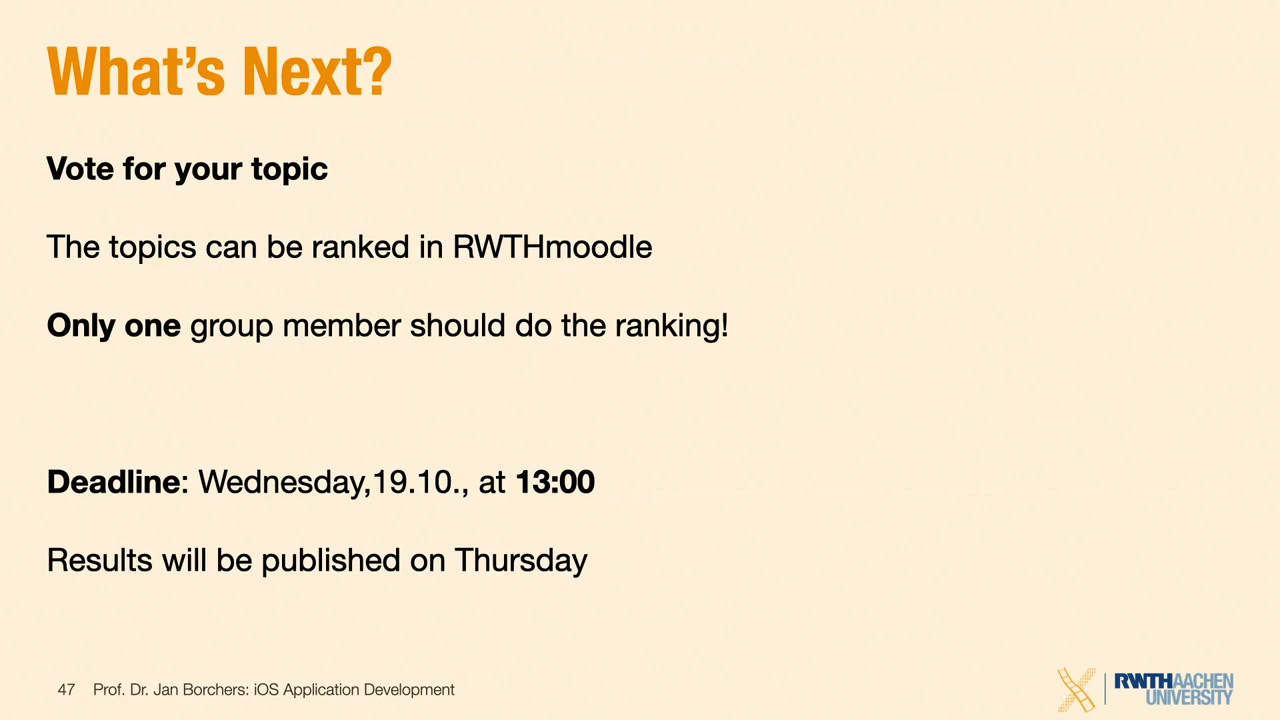 What's Next?
Vote for your topic
The topics can be ranked in RWTHmoodle
Only one group member should do the ranking!
Deadline: Wednesday,19.10., at 13:00
Results will be published on Thursday
47 Prof. Dr. Jan Borchers: iOS Application Development
RWTHAACHEN
UNIVERSITY